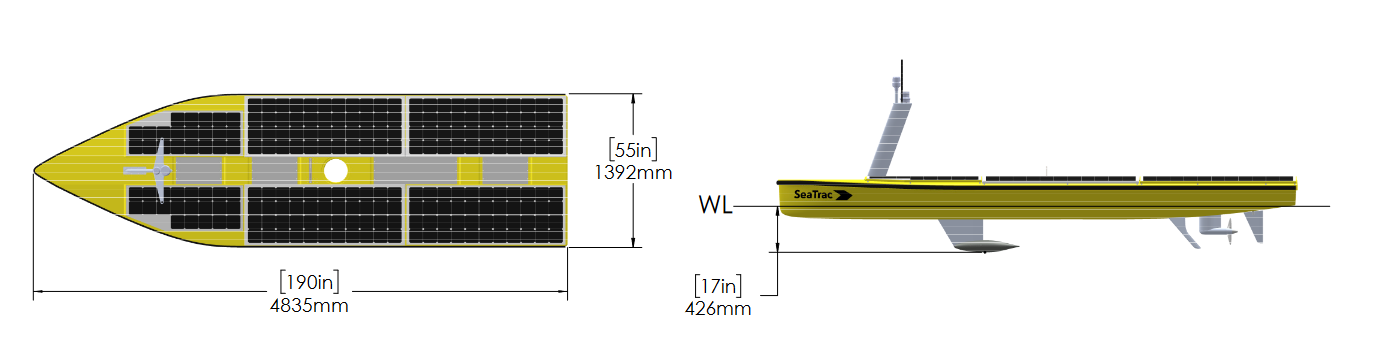 [55in]
1392mm
[190in]
4835mm
SeaTrac
WL
[17in]
426mm